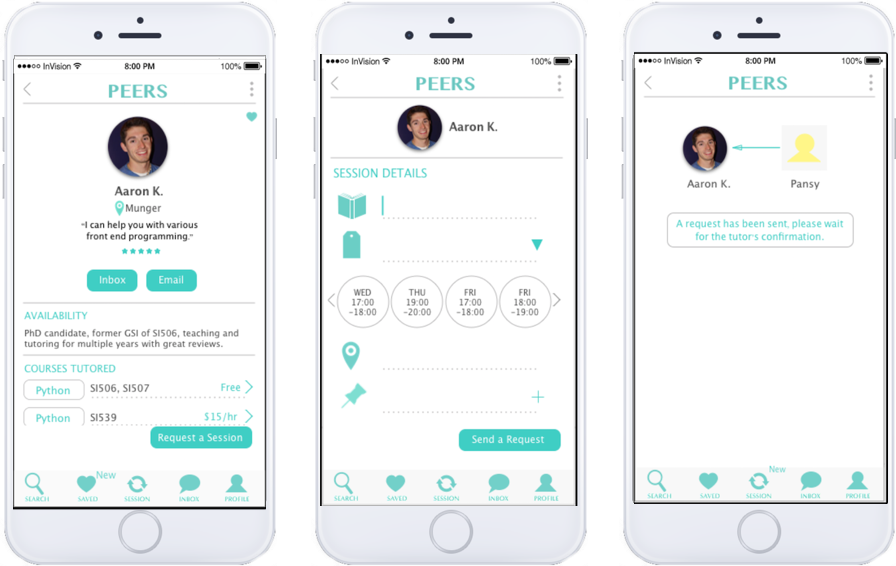 ●●●○○ InVision 8:00 PM 100%
PEERS
Aaron K.
Munger
"I can help you with various
front end programming."
Inbox Email
AVAILABILITY
PhD candidate, former GSI of SI506, teaching and
tutoring for multiple years with great reviews.
COURSES TUTORED
Python SI506, SI507 Free
Python SI539 $15/hr
Request a Session
New
SEARCH SAVED SESSION INBOX PROFILE
●●●○○ InVision 8:00 PM 100%
PEERS
Aaron K.
SESSION DETAILS
WED THU FRI FRI
17:00 19:00 17:00 18:00
-18:00 -20:00 -18:00 -19:00
Send a Request
SEARCH SAVED SESSION INBOX PROFILE
●●●○○ InVision 8:00 PM 100%
PEERS
Aaron K. Pansy
A request has been sent, please wait
for the tutor's confirmation.
New
SEARCH SAVED SESSION INBOX PROFILE